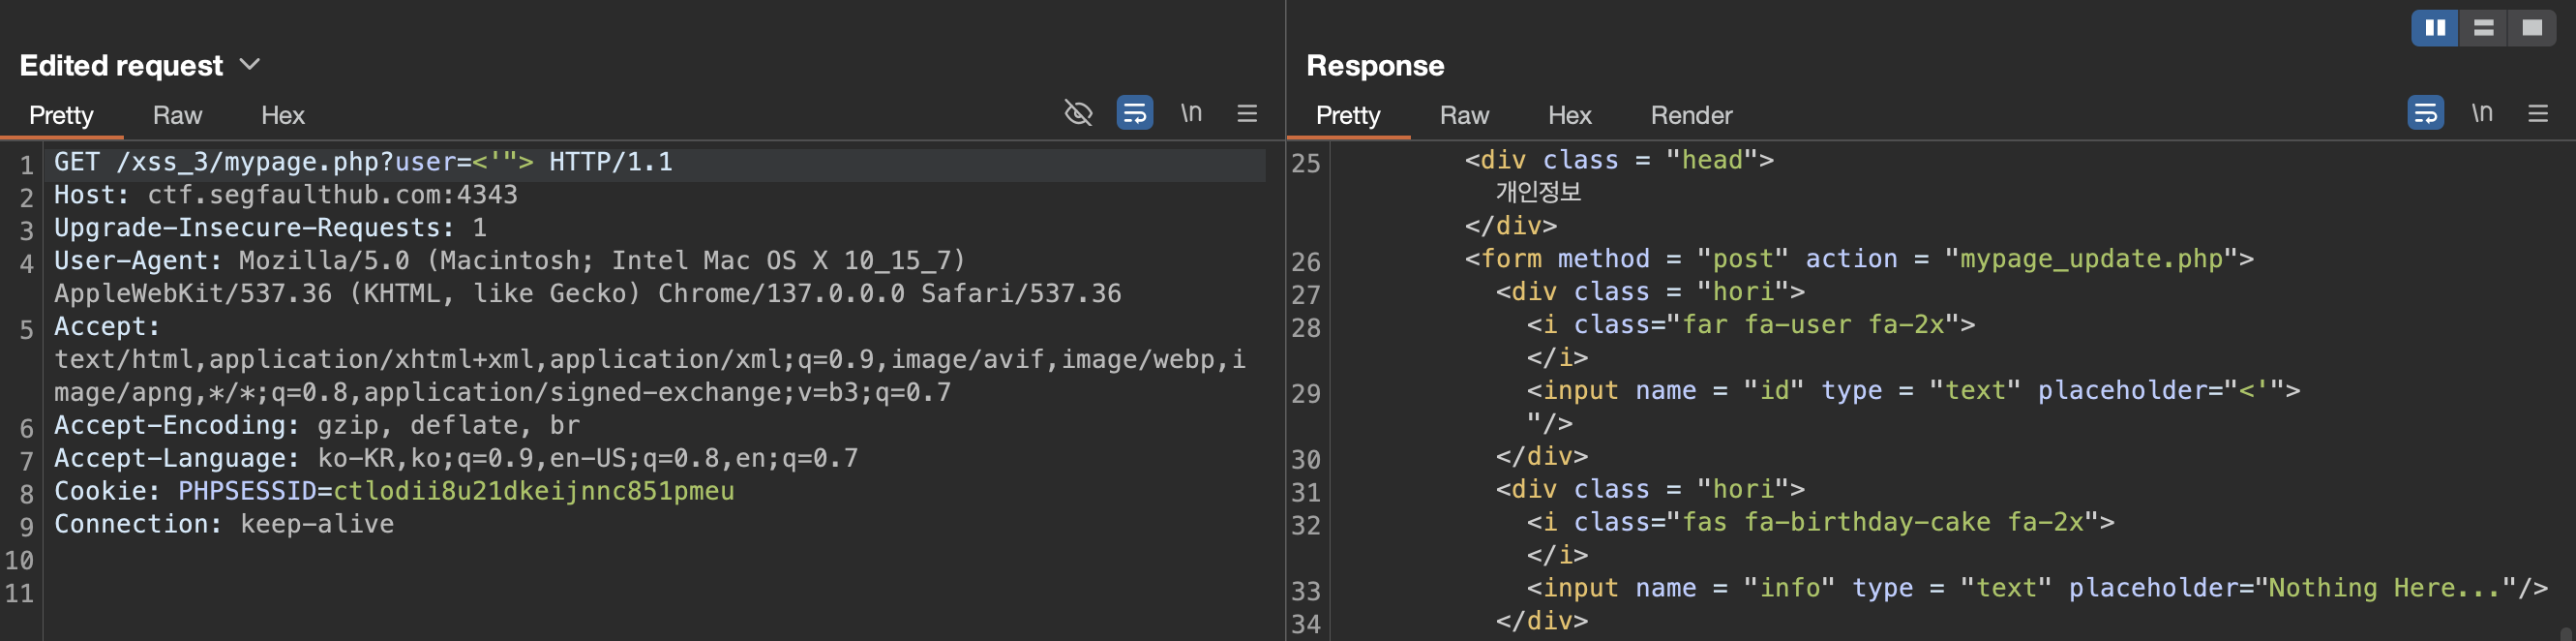 Edited request
Pretty Raw Hex \n
1 GET /xss_3/mypage.php?user=<'"> HTTP/1.1
2 Host: ctf.segfaulthub.com:4343
3 Upgrade-Insecure-Requests: 1
4 User-Agent: Mozilla/5.0 (Macintosh; Intel Mac OS X 10_15_7)
AppleWebKit/537.36 (KHTML, like Gecko) Chrome/137.0.0.0 Safari/537.36
5 Accept:
text/html,application/xhtml+xml,application/xml;q=0.9,image/avif,image/webp,i
mage/apng,*/*;q=0.8,application/signed-exchange;v=b3;q=0.7
6 Accept-Encoding: gzip, deflate, br
7 Accept-Language: ko-KR,ko;q=0.9,en-US;q=0.8,en;q=0.7
8 Cookie: PHPSESSID=ctlodii8u21dkeijnnc851pmeu
9 Connection: keep-alive
10
11
Response
Pretty Raw Hex Render \n
25 <div class = "head">
개인정보
</div>
26 <form method = "post" action = "mypage_update.php">
27 <div class = "hori">
28 <i class="far fa-user fa-2x">
</i>
29 <input name = "id" type = "text" placeholder="<'">
"/>
30 </div>
31 <div class = "hori">
32 <i class="fas fa-birthday-cake fa-2x">
</i>
33 <input name = "info" type = "text" placeholder="Nothing Here..."/>
34 </div>